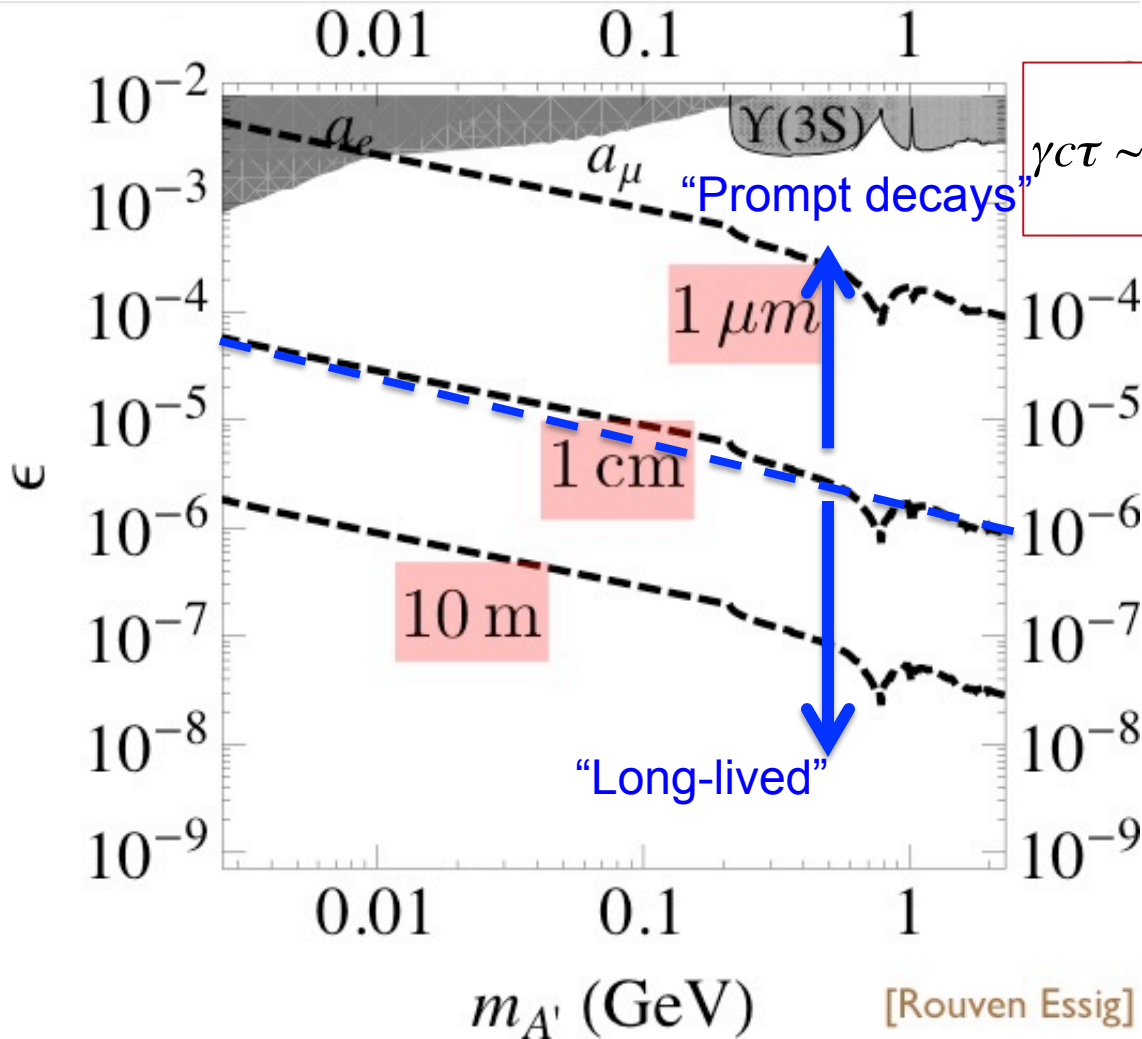 0.01 0.1 1
10⁻²
10⁻³
10⁻⁴
10⁻⁵
10⁻⁶
10⁻⁷
10⁻⁸
10⁻⁹
ϵ
a_e
a_μ
Υ(3S)
γcτ ~
“Prompt decays”
1 μm
1 cm
10 m
“Long-lived”
10⁻⁴
10⁻⁵
10⁻⁶
10⁻⁷
10⁻⁸
10⁻⁹
0.01 0.1 1
m_A' (GeV)
[Rouven Essig]